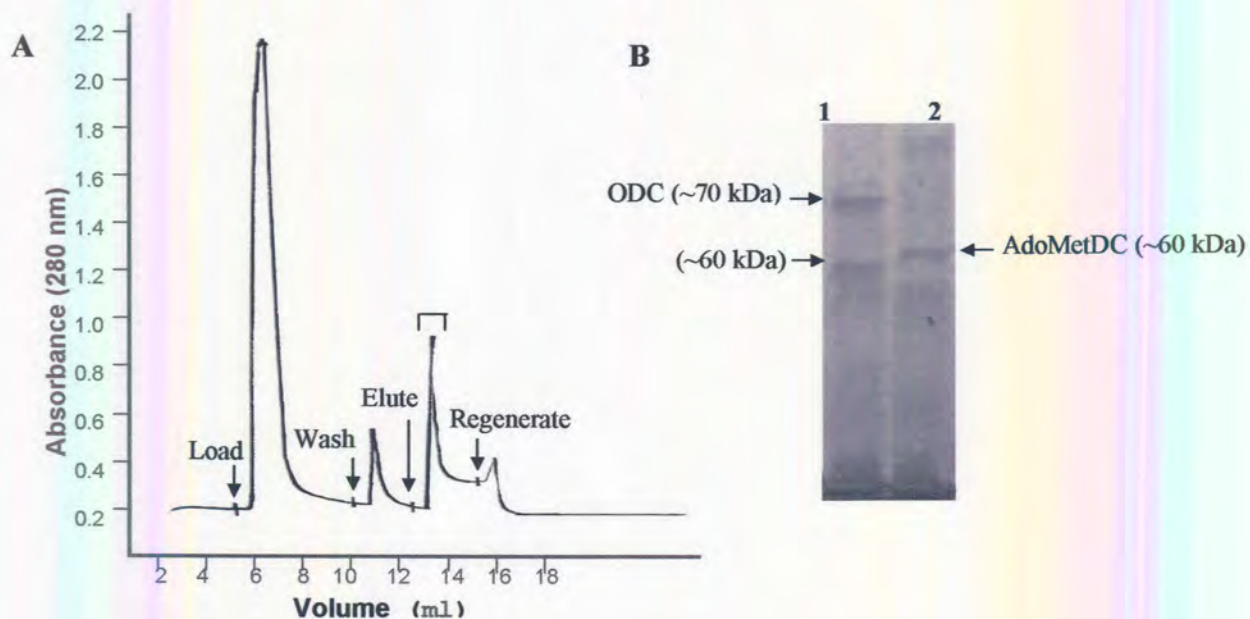 A
2.2
2.0
1.8
1.6
1.4
1.2
1.0
0.8
0.6
0.4
0.2
Absorbance (280 nm)
Load
Wash
Elute
Regenerate
2 4 6 8 10 12 14 16 18
Volume (ml)
B
1 2
ODC (~70 kDa)
(~60 kDa)
AdoMetDC (~60 kDa)